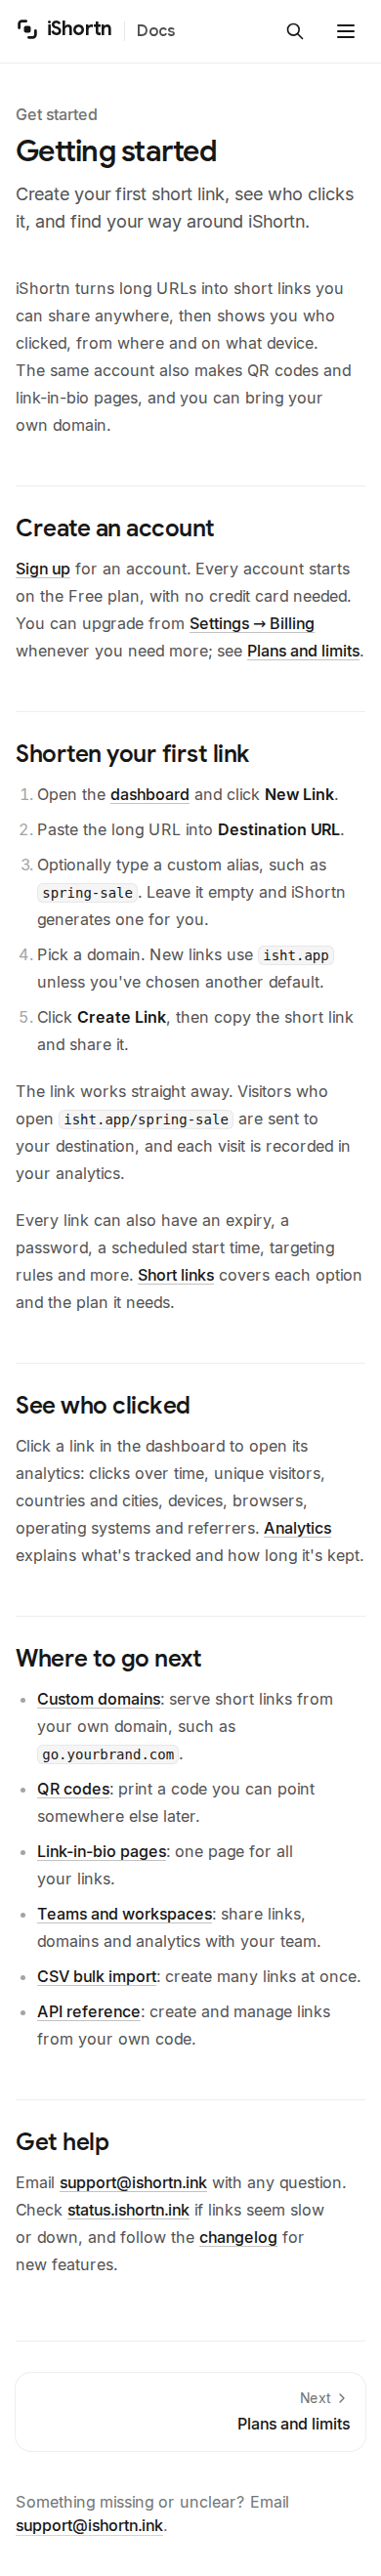 iShortn Docs
Get started
Getting started
Create your first short link, see who clicks
it, and find your way around iShortn.
iShortn turns long URLs into short links you
can share anywhere, then shows you who
clicked, from where and on what device.
The same account also makes QR codes and
link-in-bio pages, and you can bring your
own domain.
Create an account
Sign up for an account. Every account starts
on the Free plan, with no credit card needed.
You can upgrade from Settings → Billing
whenever you need more; see Plans and limits.
Shorten your first link
1. Open the dashboard and click New Link.
2. Paste the long URL into Destination URL.
3. Optionally type a custom alias, such as
spring-sale. Leave it empty and iShortn
generates one for you.
4. Pick a domain. New links use isht.app
unless you've chosen another default.
5. Click Create Link, then copy the short link
and share it.
The link works straight away. Visitors who
open isht.app/spring-sale are sent to
your destination, and each visit is recorded in
your analytics.
Every link can also have an expiry, a
password, a scheduled start time, targeting
rules and more. Short links covers each option
and the plan it needs.
See who clicked
Click a link in the dashboard to open its
analytics: clicks over time, unique visitors,
countries and cities, devices, browsers,
operating systems and referrers. Analytics
explains what's tracked and how long it's kept.
Where to go next
• Custom domains: serve short links from
your own domain, such as
go.yourbrand.com.
• QR codes: print a code you can point
somewhere else later.
• Link-in-bio pages: one page for all
your links.
• Teams and workspaces: share links,
domains and analytics with your team.
• CSV bulk import: create many links at once.
• API reference: create and manage links
from your own code.
Get help
Email support@ishortn.ink with any question.
Check status.ishortn.ink if links seem slow
or down, and follow the changelog for
new features.
Next
Plans and limits
Something missing or unclear? Email
support@ishortn.ink.